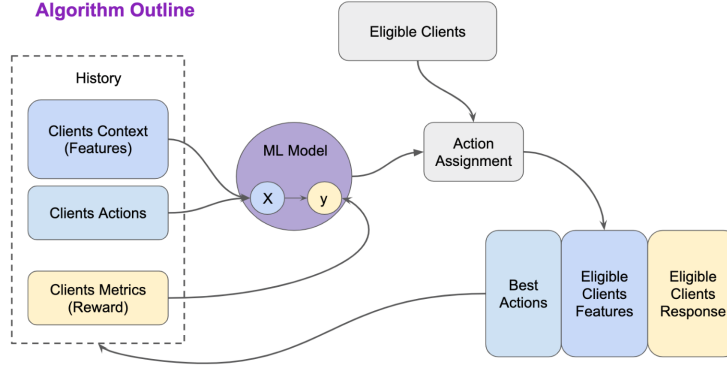 Algorithm Outline
Eligible Clients
History
Clients Context
(Features)
ML Model
Action
Assignment
X
y
Clients Actions
Clients Metrics
(Reward)
Best
Actions
Eligible
Clients
Features
Eligible
Clients
Response